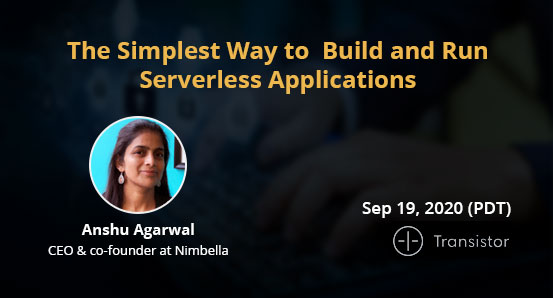 The Simplest Way to Build and Run
Serverless Applications
Anshu Agarwal
CEO & co-founder at Nimbella
Sep 19, 2020 (PDT)
Transistor